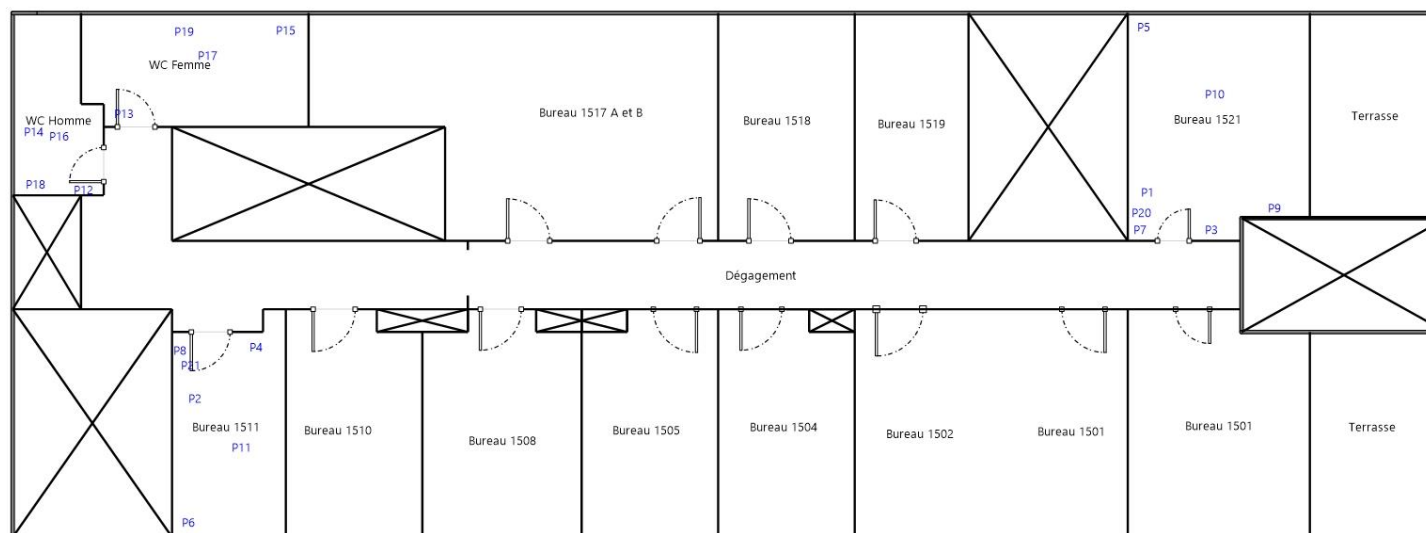 P19
P15
P5
P17
WC Femme
P10
P13
Bureau 1517 A et B
Terrasse
WC Homme
Bureau 1518
Bureau 1519
Bureau 1521
P14
P16
P18
P12
P1
P20
P9
P7
P3
Dégagement
P8
P4
P21
P2
Bureau 1511
Bureau 1510
Bureau 1508
Bureau 1505
Bureau 1504
Bureau 1502
Bureau 1501
Bureau 1501
Terrasse
P11
P6